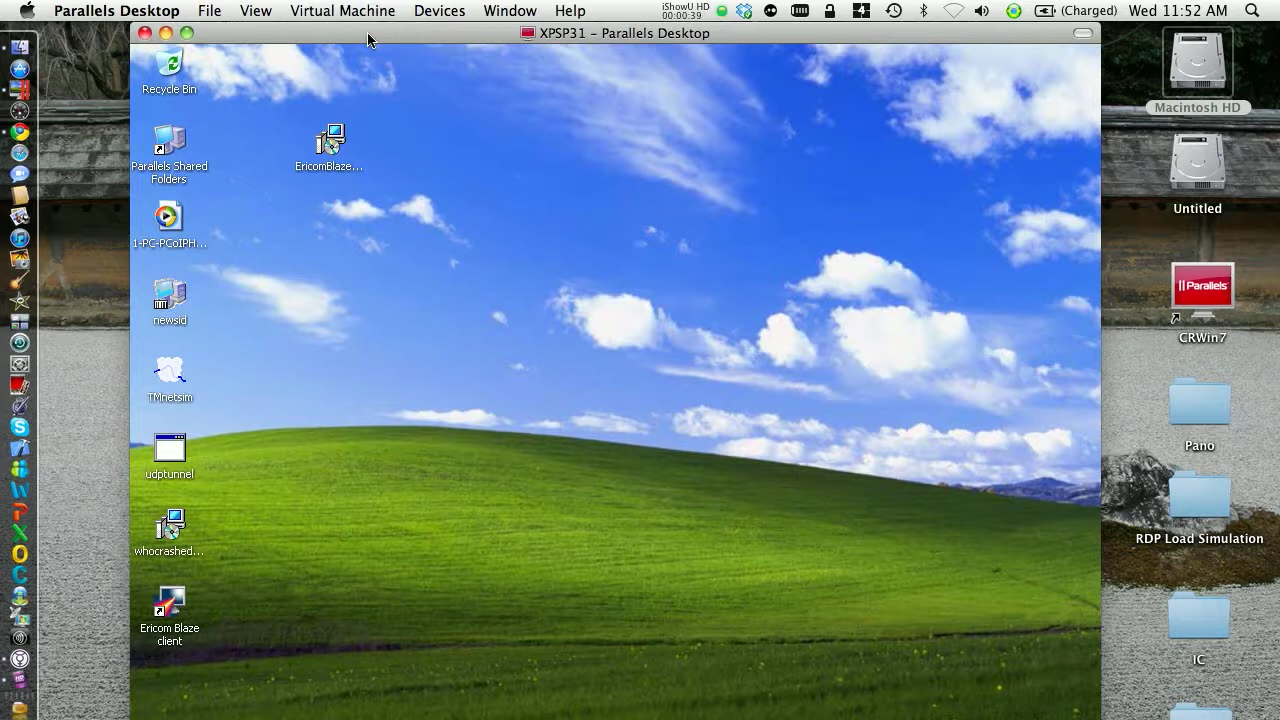 Parallels Desktop File View Virtual Machine Devices Window Help iShowU HD 00:00:39 4 (Charged) Wed 11:52 AM
XPSP31 – Parallels Desktop
Recycle Bin
Parallels Shared
Folders
1-PC-PCoIPH...
newsid
TMnetsim
udptunnel
whocrashed...
Ericom Blaze
client
EricomBlaze...
Macintosh HD
Untitled
Parallels
CRWin7
Pano
RDP Load Simulation
IC